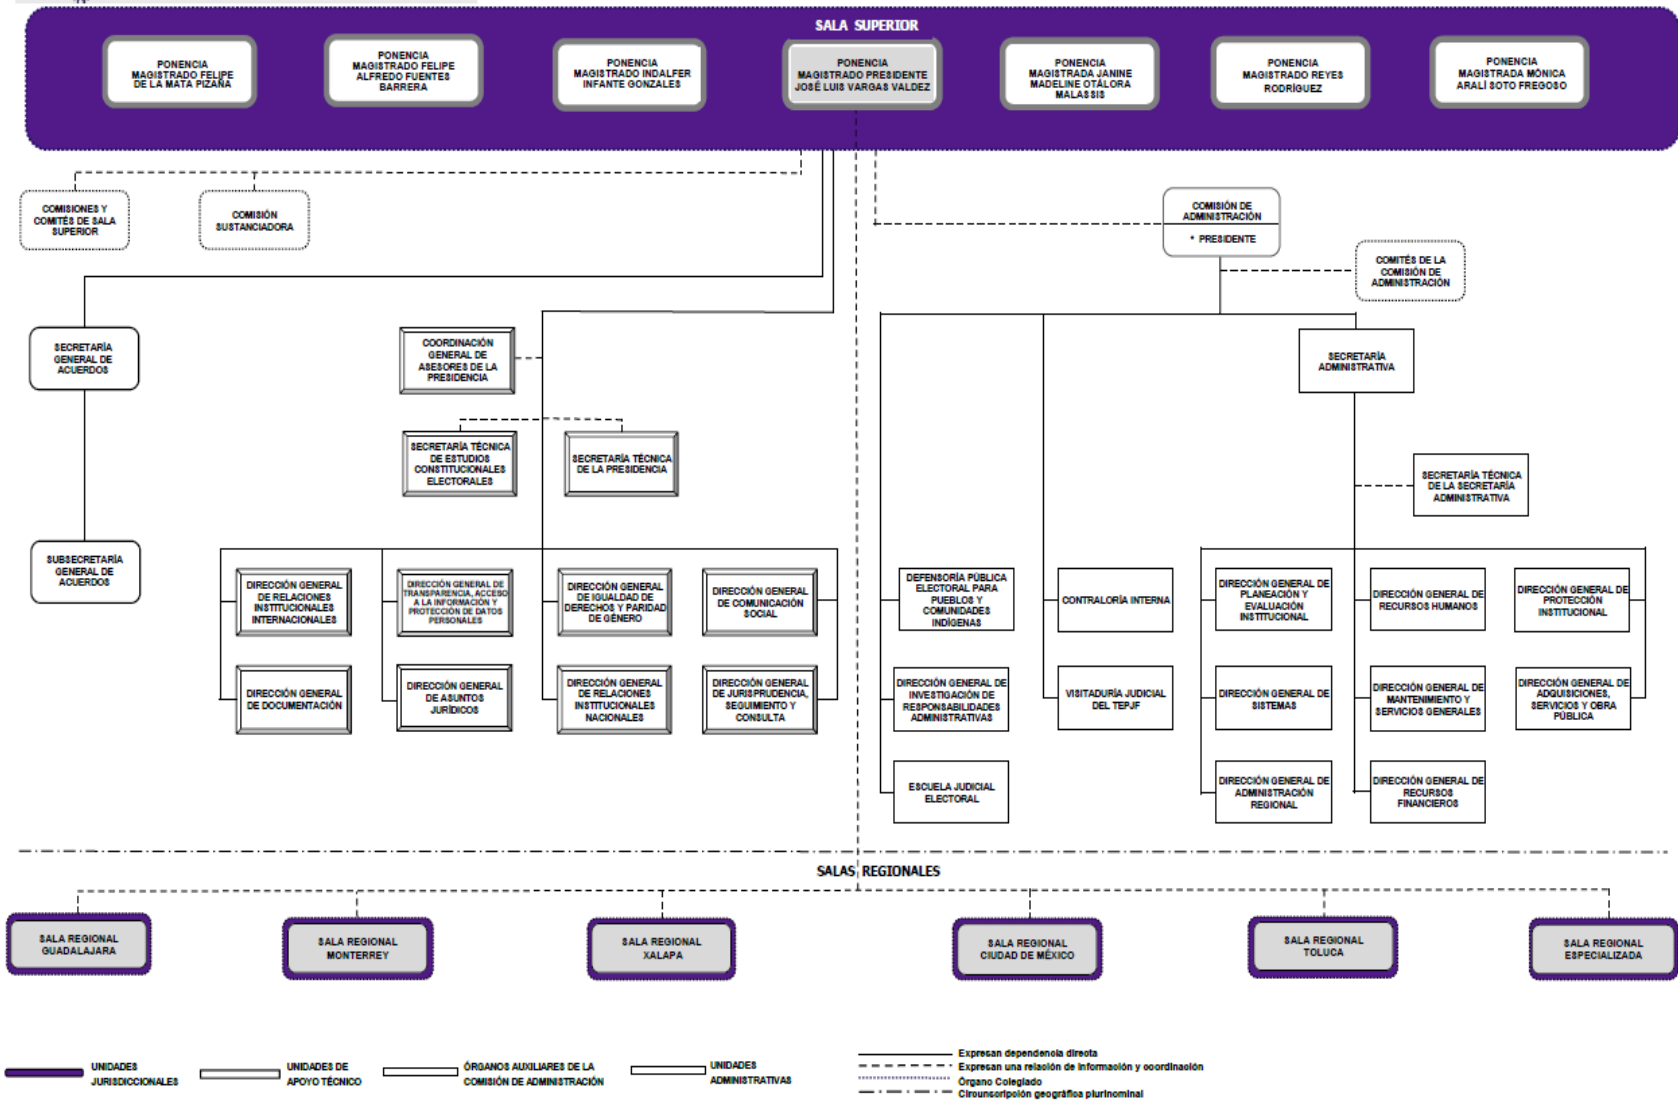 SALA SUPERIOR
PONENCIA
MAGISTRADO FELIPE
DE LA MATA PIZAÑA
PONENCIA
MAGISTRADO FELIPE
ALFREDO FUENTES
BARRERA
PONENCIA
MAGISTRADO INDALFER
INFANTE GONZALES
PONENCIA
MAGISTRADO PRESIDENTE
JOSÉ LUIS VARGAS VALDEZ
PONENCIA
MAGISTRADA JANINE
MADELINE OTÁLORA
MALASSIS
PONENCIA
MAGISTRADO REYES
RODRÍGUEZ
PONENCIA
MAGISTRADA MÓNICA
ARALÍ SOTO FREGOSO
COMISIONES Y
COMITÉS DE SALA
SUPERIOR
COMISIÓN
SUSTANCIADORA
COMISIÓN DE
ADMINISTRACIÓN
* PRESIDENTE
COMITÉS DE LA
COMISIÓN DE
ADMINISTRACIÓN
SECRETARÍA
GENERAL DE
ACUERDOS
COORDINACIÓN
GENERAL DE
ASESORES DE LA
PRESIDENCIA
SECRETARÍA
ADMINISTRATIVA
SECRETARÍA TÉCNICA
DE ESTUDIOS
CONSTITUCIONALES
ELECTORALES
SECRETARÍA TÉCNICA
DE LA PRESIDENCIA
SECRETARÍA TÉCNICA
DE LA SECRETARÍA
ADMINISTRATIVA
SUBSECRETARÍA
GENERAL DE
ACUERDOS
DIRECCIÓN GENERAL
DE RELACIONES
INSTITUCIONALES
INTERNACIONALES
DIRECCIÓN GENERAL DE
TRANSPARENCIA, ACCESO
A LA INFORMACIÓN Y
PROTECCIÓN DE DATOS
PERSONALES
DIRECCIÓN GENERAL
DE IGUALDAD DE
DERECHOS Y PARIDAD
DE GÉNERO
DIRECCIÓN GENERAL
DE COMUNICACIÓN
SOCIAL
DEFENSORÍA PÚBLICA
ELECTORAL PARA
PUEBLOS Y
COMUNIDADES
INDÍGENAS
CONTRALORÍA INTERNA
DIRECCIÓN GENERAL DE
PLANEACIÓN Y
EVALUACIÓN
INSTITUCIONAL
DIRECCIÓN GENERAL DE
RECURSOS HUMANOS
DIRECCIÓN GENERAL DE
PROTECCIÓN
INSTITUCIONAL
DIRECCIÓN GENERAL
DE DOCUMENTACIÓN
DIRECCIÓN GENERAL
DE ASUNTOS
JURÍDICOS
DIRECCIÓN GENERAL
DE RELACIONES
INSTITUCIONALES
NACIONALES
DIRECCIÓN GENERAL
DE JURISPRUDENCIA,
SEGUIMIENTO Y
CONSULTA
DIRECCIÓN GENERAL DE
INVESTIGACIÓN DE
RESPONSABILIDADES
ADMINISTRATIVAS
VISITADURÍA JUDICIAL
DEL TEPJF
DIRECCIÓN GENERAL DE
SISTEMAS
DIRECCIÓN GENERAL DE
MANTENIMIENTO Y
SERVICIOS GENERALES
DIRECCIÓN GENERAL DE
ADQUISICIONES,
SERVICIOS Y OBRA
PÚBLICA
ESCUELA JUDICIAL
ELECTORAL
DIRECCIÓN GENERAL DE
ADMINISTRACIÓN
REGIONAL
DIRECCIÓN GENERAL DE
RECURSOS
FINANCIEROS
SALAS REGIONALES
SALA REGIONAL
GUADALAJARA
SALA REGIONAL
MONTERREY
SALA REGIONAL
XALAPA
SALA REGIONAL
CIUDAD DE MÉXICO
SALA REGIONAL
TOLUCA
SALA REGIONAL
ESPECIALIZADA
UNIDADES
JURISDICCIONALES
UNIDADES DE
APOYO TÉCNICO
ÓRGANOS AUXILIARES DE LA
COMISIÓN DE ADMINISTRACIÓN
UNIDADES
ADMINISTRATIVAS
Expresan dependencia directa
Expresan una relación de información y coordinación
Órgano Colegiado
Circunscripción geográfica plurinominal